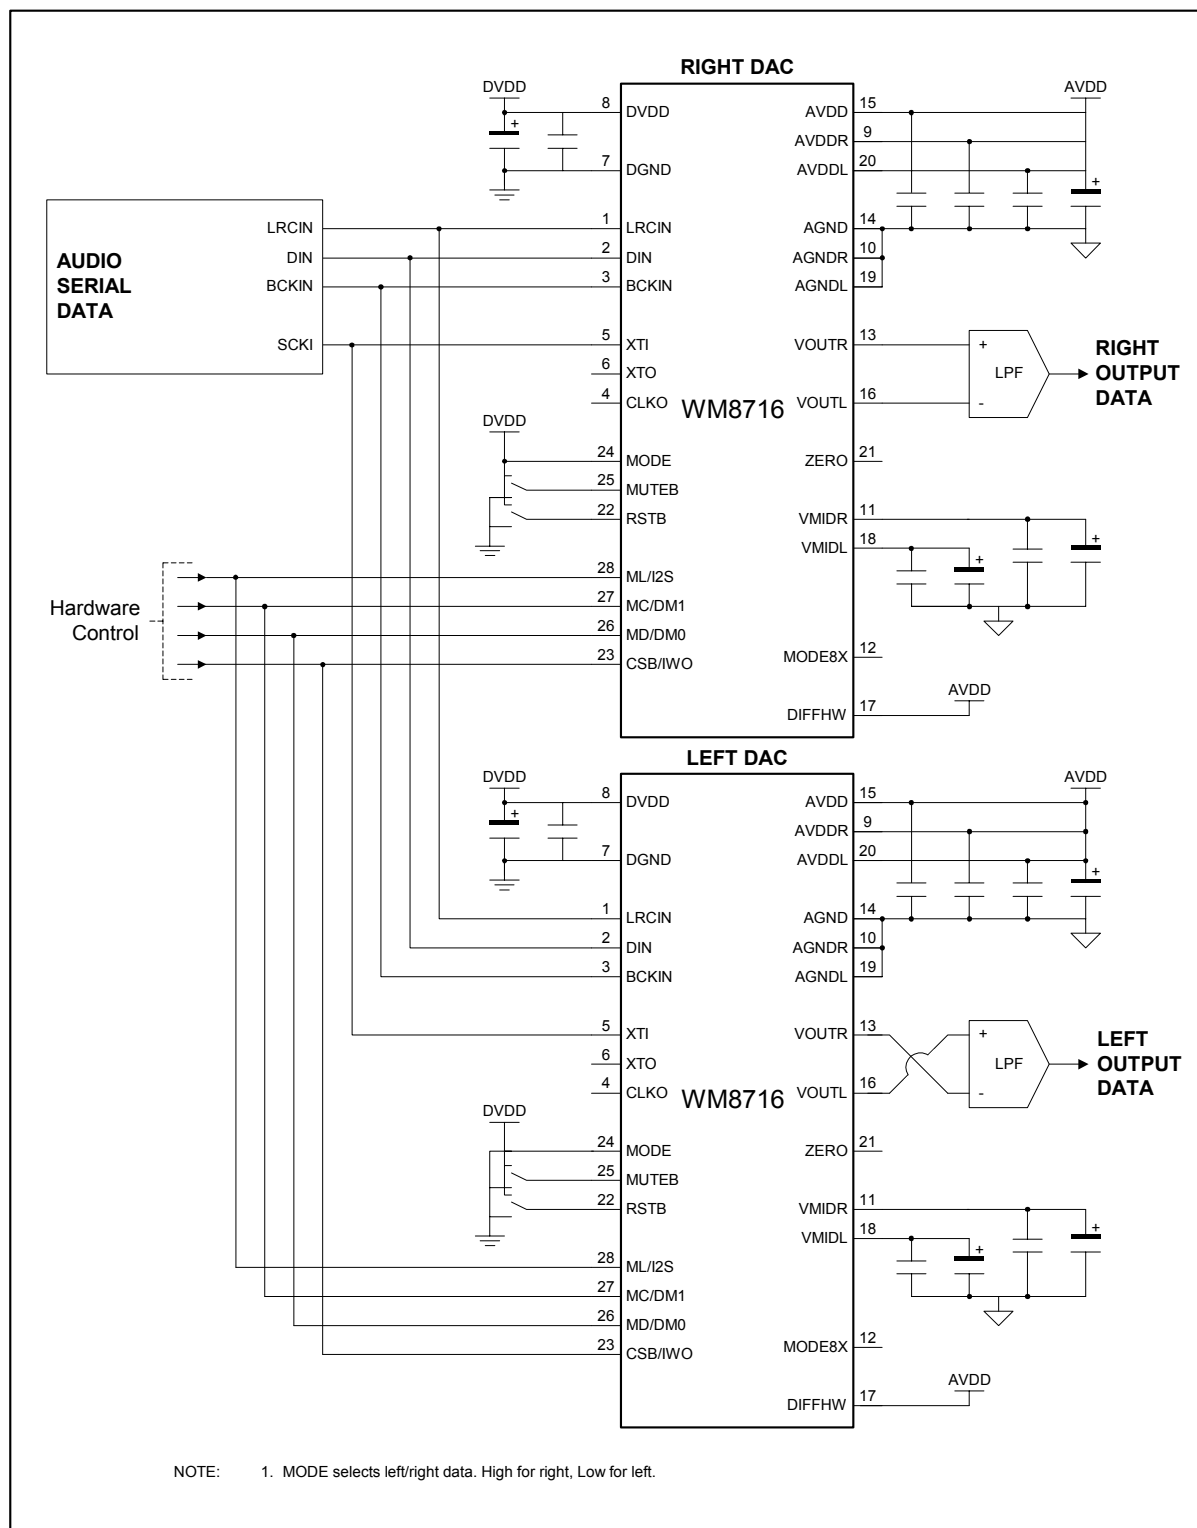 RIGHT DAC
DVDD
8
DVDD
7
DGND
AVDD
15
AVDD
AVDDR
9
AVDDL
20
+
+
AGND
14
AGNDR
10
AGNDL
19
AUDIO
SERIAL
DATA
LRCIN
DIN
BCKIN
SCKI
1
LRCIN
2
DIN
3
BCKIN
5
XTI
6
XTO
4
CLKO
WM8716
VOUTR
13
VOUTL
16
+
LPF
-
RIGHT
OUTPUT
DATA
DVDD
24
MODE
25
MUTEB
22
RSTB
ZERO
21
VMIDR
11
VMIDL
18
+
+
Hardware
Control
28
ML/I2S
27
MC/DM1
26
MD/DM0
23
CSB/IWO
MODE8X
12
DIFFHW
17
AVDD
LEFT DAC
DVDD
8
DVDD
7
DGND
AVDD
15
AVDD
AVDDR
9
AVDDL
20
+
+
AGND
14
AGNDR
10
AGNDL
19
1
LRCIN
2
DIN
3
BCKIN
5
XTI
6
XTO
4
CLKO
WM8716
VOUTR
13
VOUTL
16
+
LPF
-
LEFT
OUTPUT
DATA
DVDD
24
MODE
25
MUTEB
22
RSTB
ZERO
21
VMIDR
11
VMIDL
18
+
+
28
ML/I2S
27
MC/DM1
26
MD/DM0
23
CSB/IWO
MODE8X
12
DIFFHW
17
AVDD
NOTE: 1. MODE selects left/right data. High for right, Low for left.